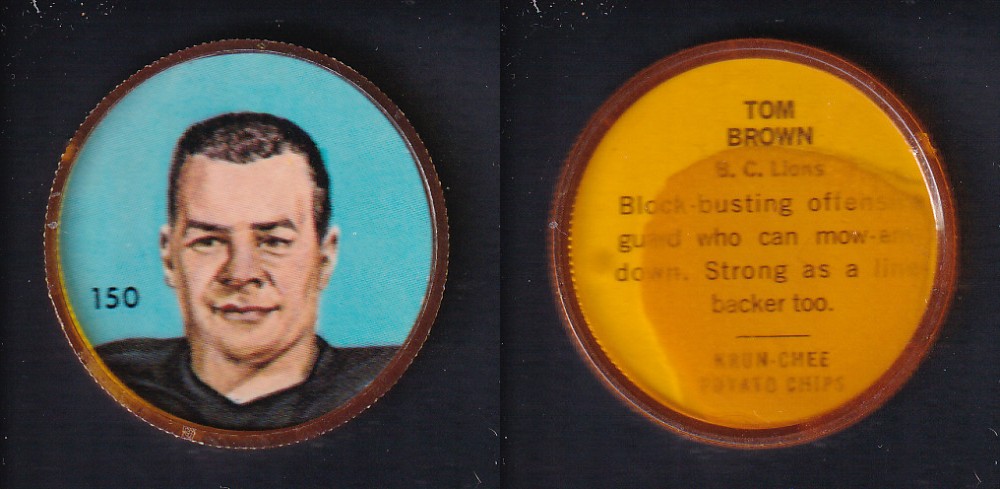 150
TOM
BROWN
B. C. Lions
Block-busting offensive
guard who can mow-em
down. Strong as a line-
backer too.
KRUN-CHEE
POTATO CHIPS